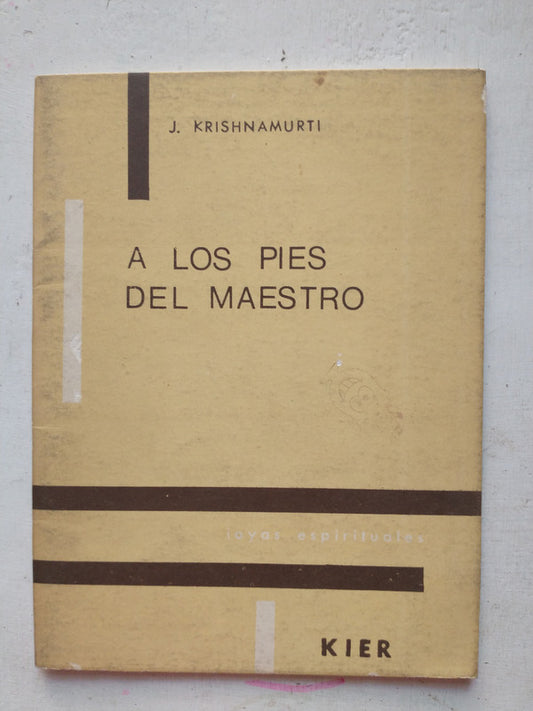 J. KRISHNAMURTI
A LOS PIES
DEL MAESTRO
joyas espirituales
KIER